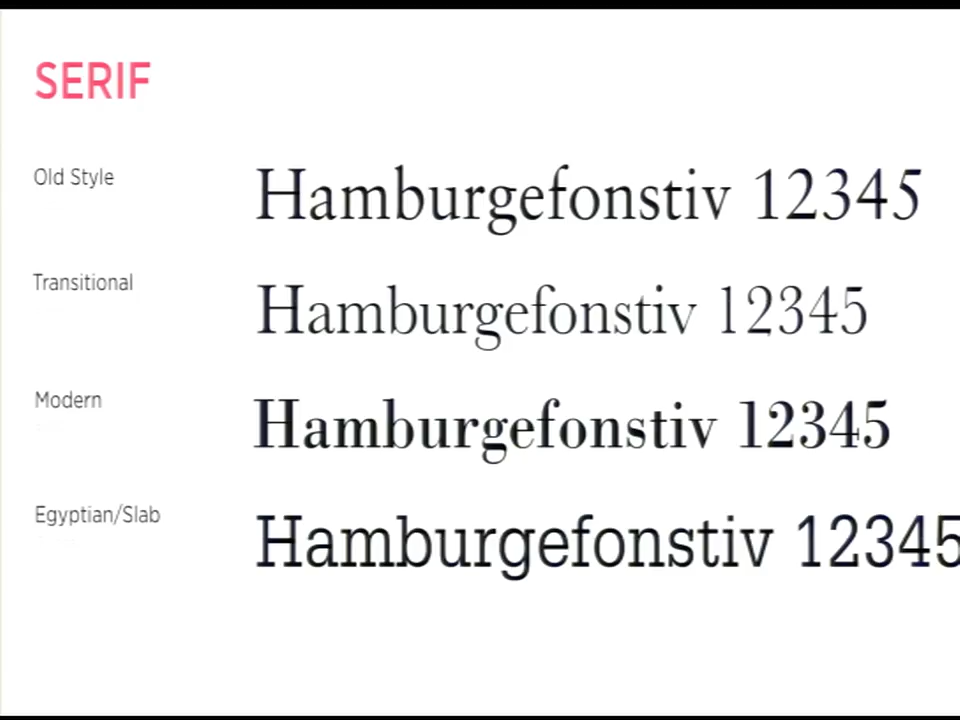 SERIF
Old Style
Hamburgefonstiv 12345
Transitional
Hamburgefonstiv 12345
Modern
Hamburgefonstiv 12345
Egyptian/Slab
Hamburgefonstiv 12345